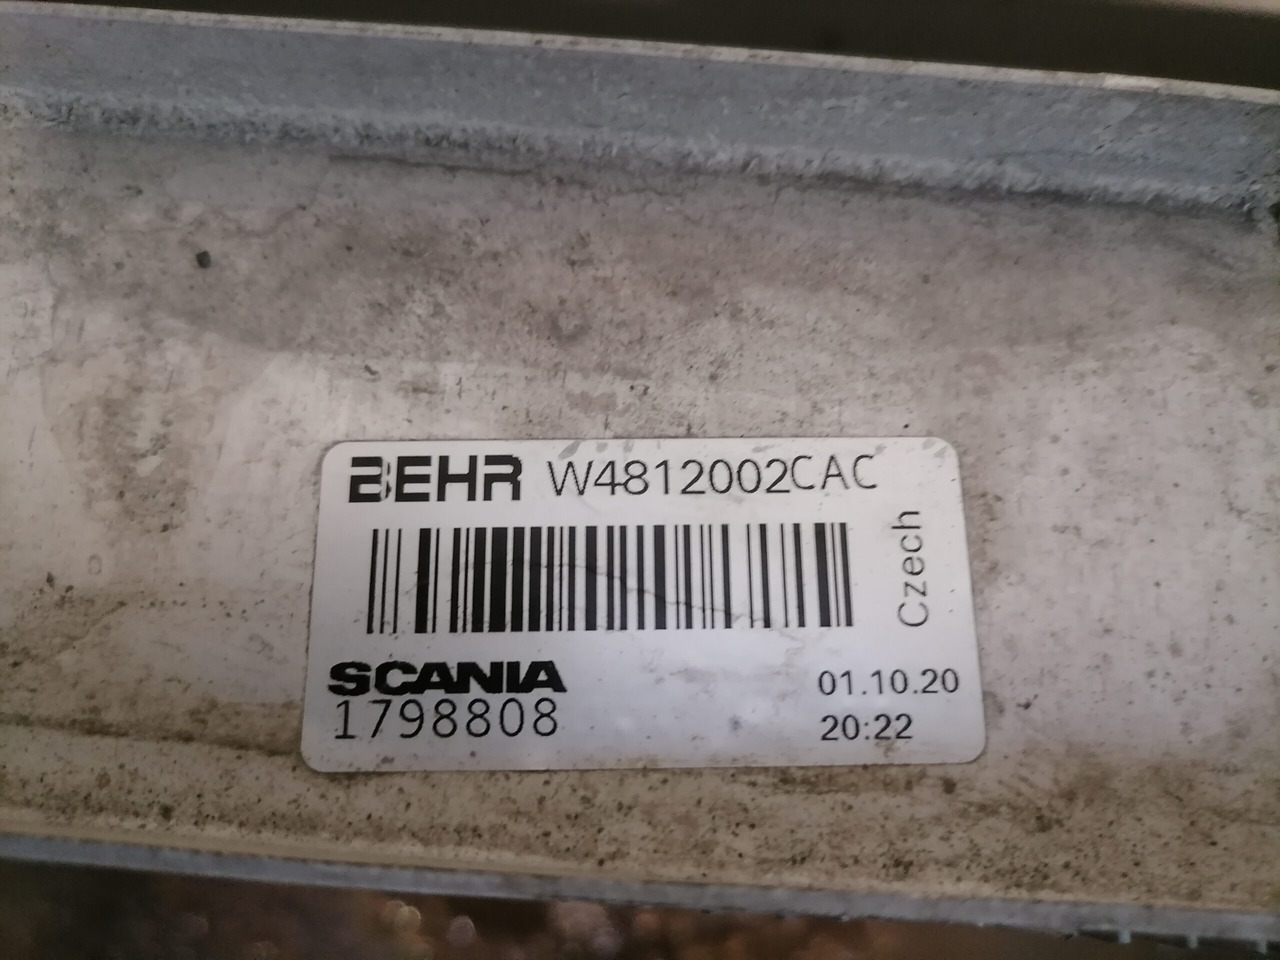 BEHR W4812002CAC
Czech
SCANIA
1798808
01.10.20
20:22